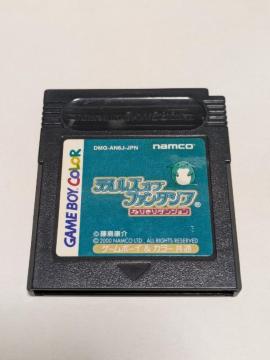 DMG-AN6J-JPN
namco
GAME BOY COLOR
テイルズ オブ
ファンタジア
なりきりダンジョン
©藤島康介
© 2000 NAMCO LTD., ALL RIGHTS RESERVED
ゲームボーイ & カラー 共通